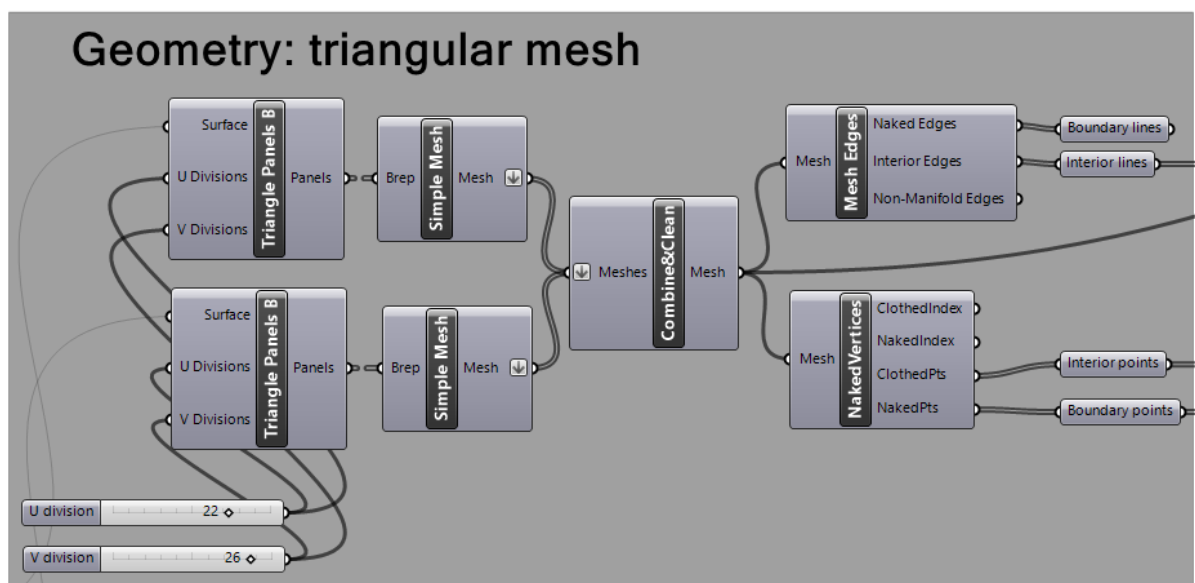 Geometry: triangular mesh
Surface
U Divisions
V Divisions
Triangle Panels B
Panels
Brep
Simple Mesh
Mesh
Surface
U Divisions
V Divisions
Triangle Panels B
Panels
Brep
Simple Mesh
Mesh
Meshes
Combine&Clean
Mesh
Mesh
Mesh Edges
Naked Edges
Interior Edges
Non-Manifold Edges
Boundary lines
Interior lines
Mesh
NakedVertices
ClothedIndex
NakedIndex
ClothedPts
NakedPts
Interior points
Boundary points
U division
22
V division
26